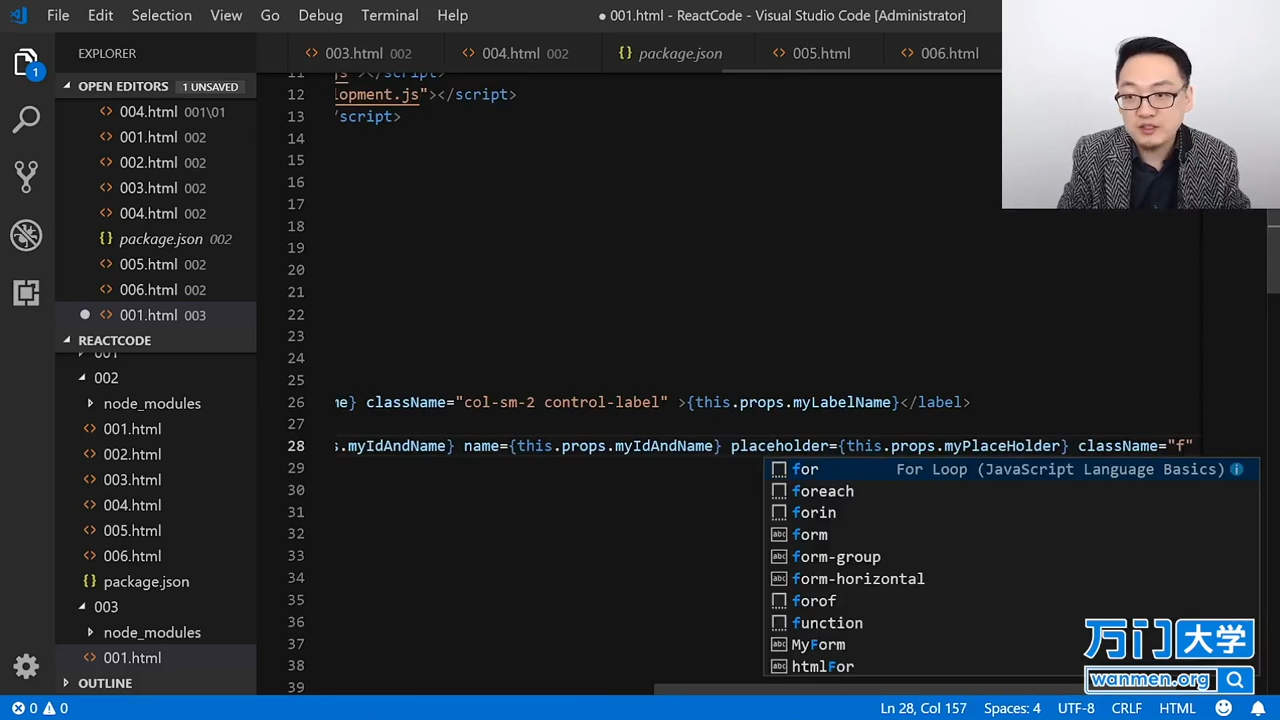 File Edit Selection View Go Debug Terminal Help
● 001.html - ReactCode - Visual Studio Code [Administrator]
EXPLORER
003.html 002
004.html 002
package.json
005.html
006.html
1
OPEN EDITORS 1 UNSAVED
004.html 001\01
001.html 002
002.html 002
003.html 002
004.html 002
package.json 002
005.html 002
006.html 002
001.html 003
REACTCODE
001
002
node_modules
001.html
002.html
003.html
004.html
005.html
006.html
package.json
003
node_modules
001.html
OUTLINE
11 js"></script>
12 lopment.js"></script>
13 /script>
14
15
16
17
18
19
20
21
22
23
24
25
26 me} className="col-sm-2 control-label" >{this.props.myLabelName}</label>
27
28 s.myIdAndName} name={this.props.myIdAndName} placeholder={this.props.myPlaceHolder} className="f"
29
30
31
32
33
34
35
36
37
38
39
for For Loop (JavaScript Language Basics)
foreach
forin
form
form-group
form-horizontal
forof
function
MyForm
htmlFor
万门大学
wanmen.org
0 0
Ln 28, Col 157 Spaces: 4 UTF-8 CRLF HTML